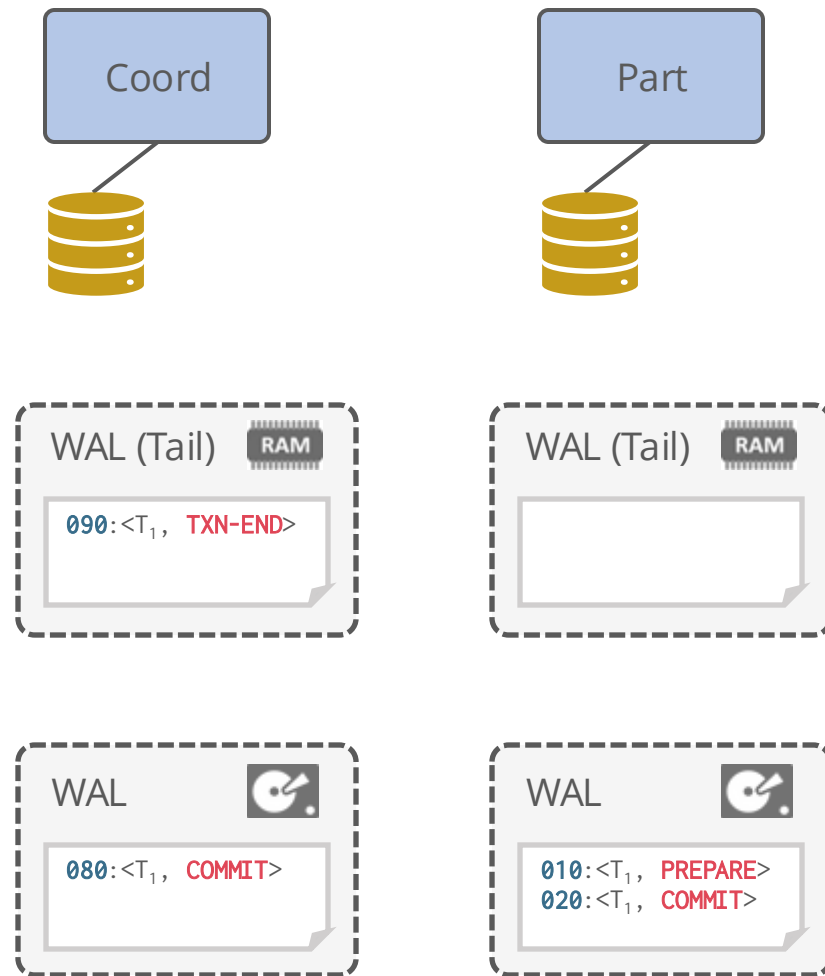 Coord
Part
WAL (Tail) RAM
090:<T₁, TXN-END>
WAL (Tail) RAM
WAL
080:<T₁, COMMIT>
WAL
010:<T₁, PREPARE>
020:<T₁, COMMIT>